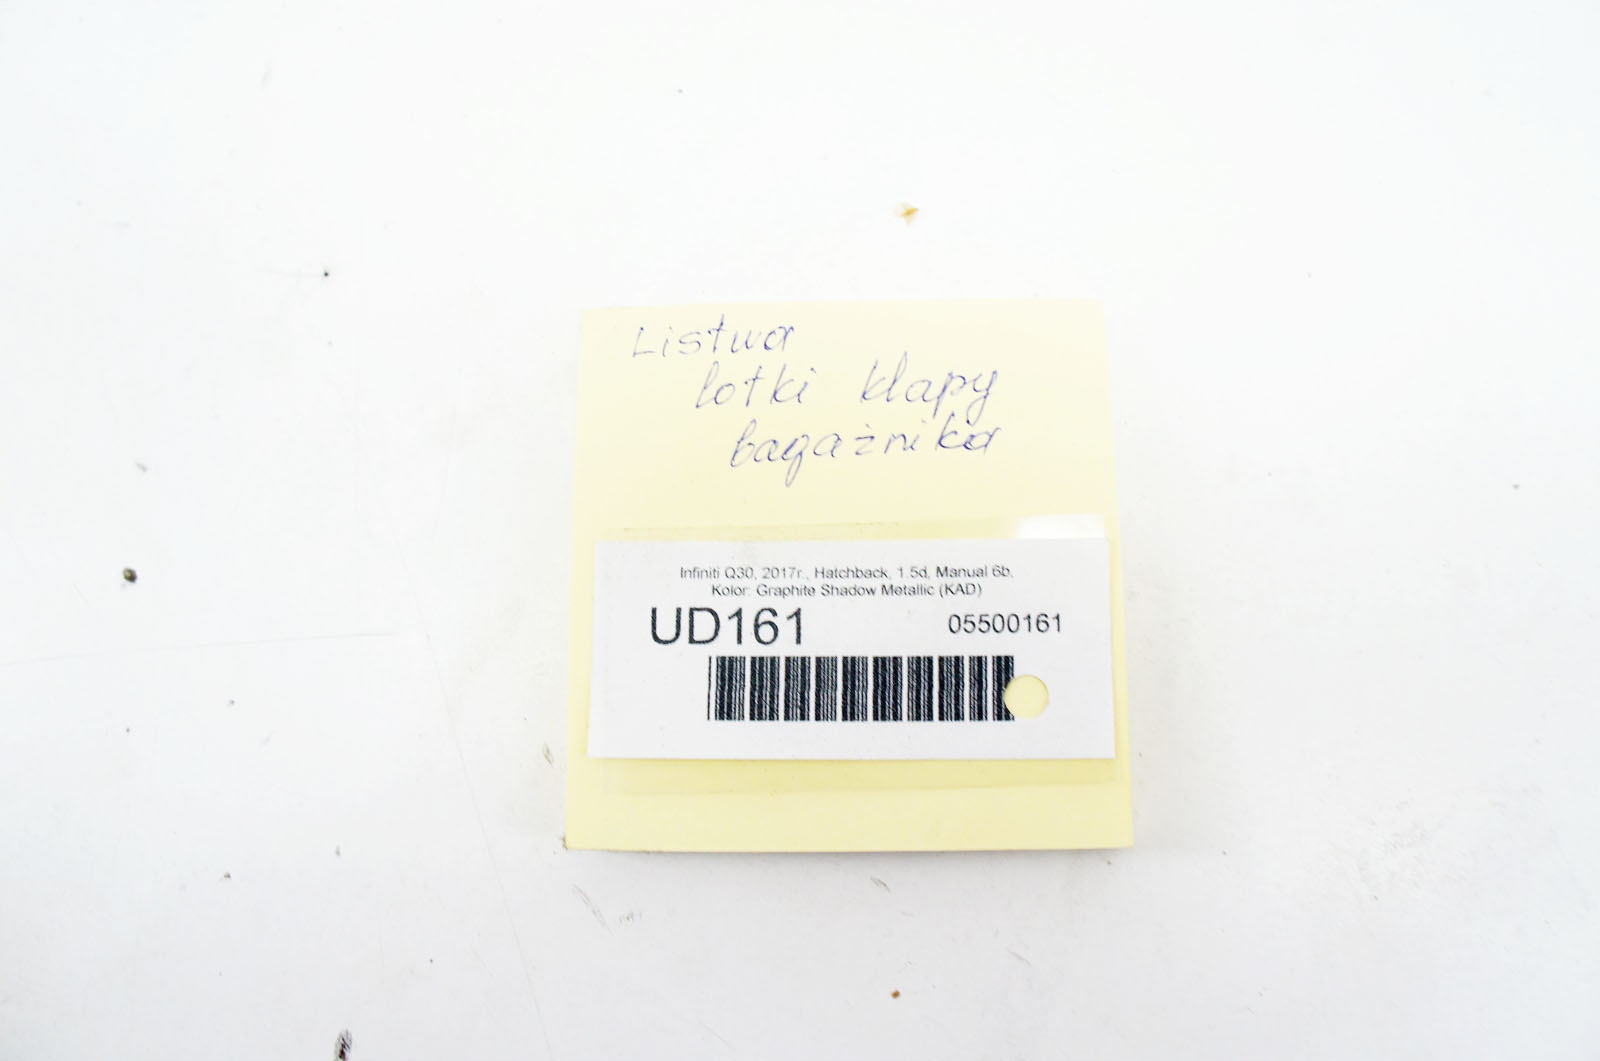 Listwa
lotki klapy
bagażnika
Infiniti Q30, 2017r., Hatchback, 1.5d, Manual 6b,
Kolor: Graphite Shadow Metallic (KAD)
UD161 05500161